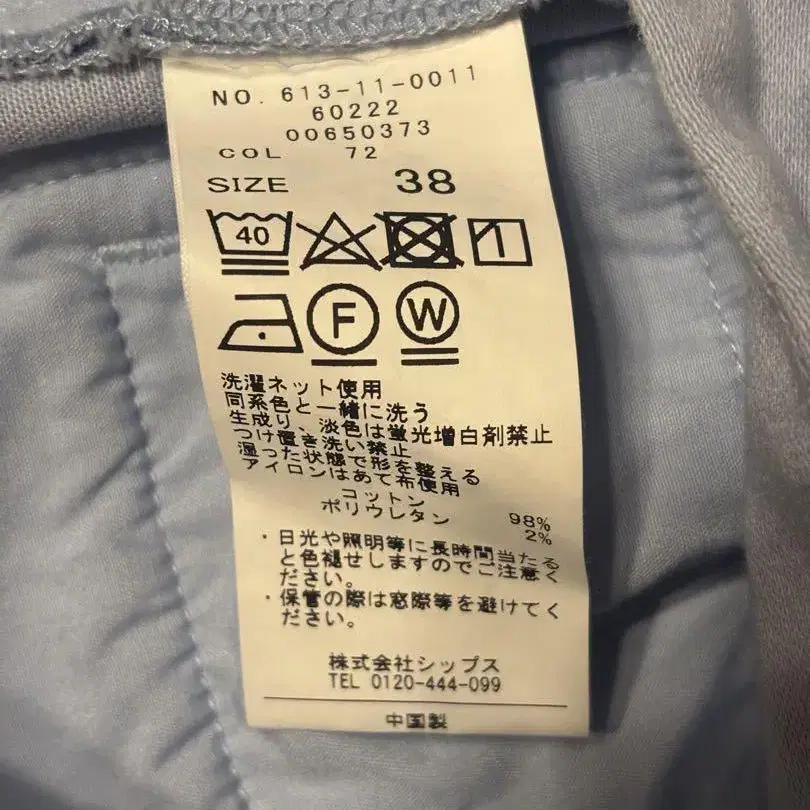 NO. 613-11-0011
60222
00650373
COL 72
SIZE 38
40
F W
洗濯ネット使用
同系色と一緒に洗う
生成り、淡色は蛍光増白剤禁止
つけ置き洗い禁止
湿った状態で形を整える
アイロンはあて布使用
コットン 98%
ポリウレタン 2%
・日光や照明等に長時間当たる
と色褪せしますのでご注意く
ださい。
・保管の際は窓際等を避けてく
ださい。
株式会社シップス
TEL 0120-444-099
中国製